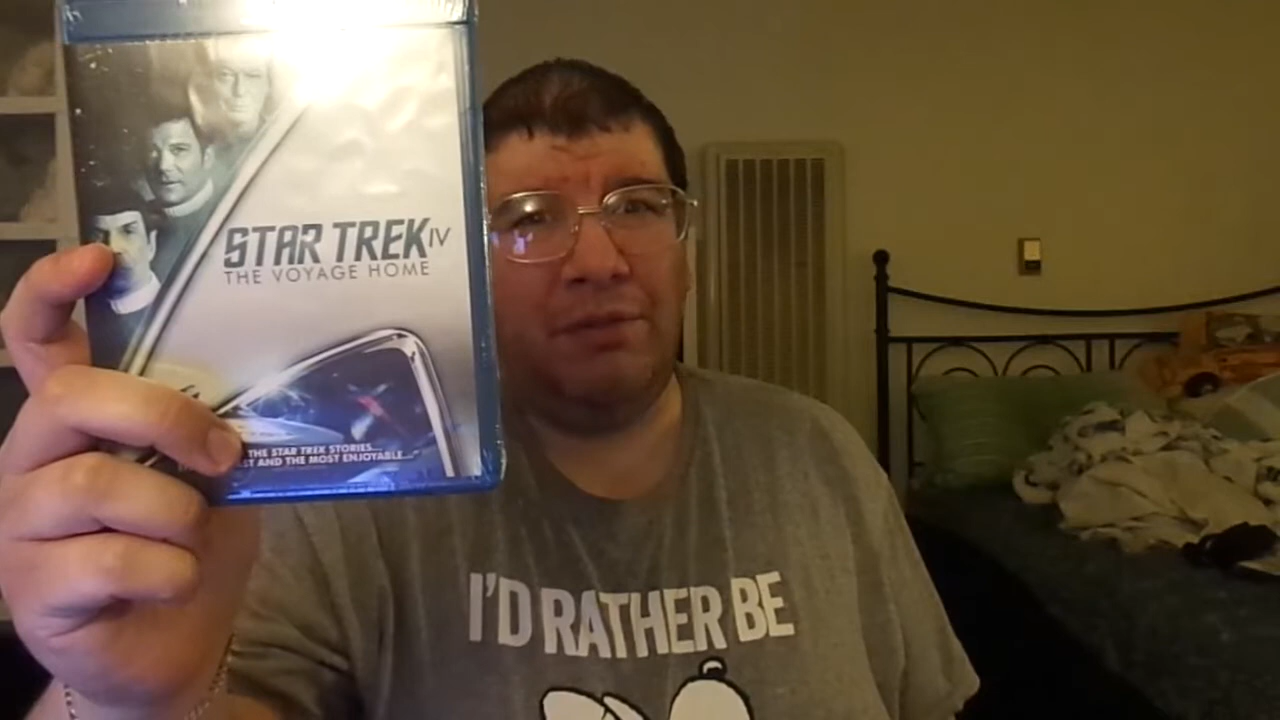 STAR TREK IV
THE VOYAGE HOME
THE STAR TREK STORIES...
AND THE MOST ENJOYABLE..."
I'D RATHER BE